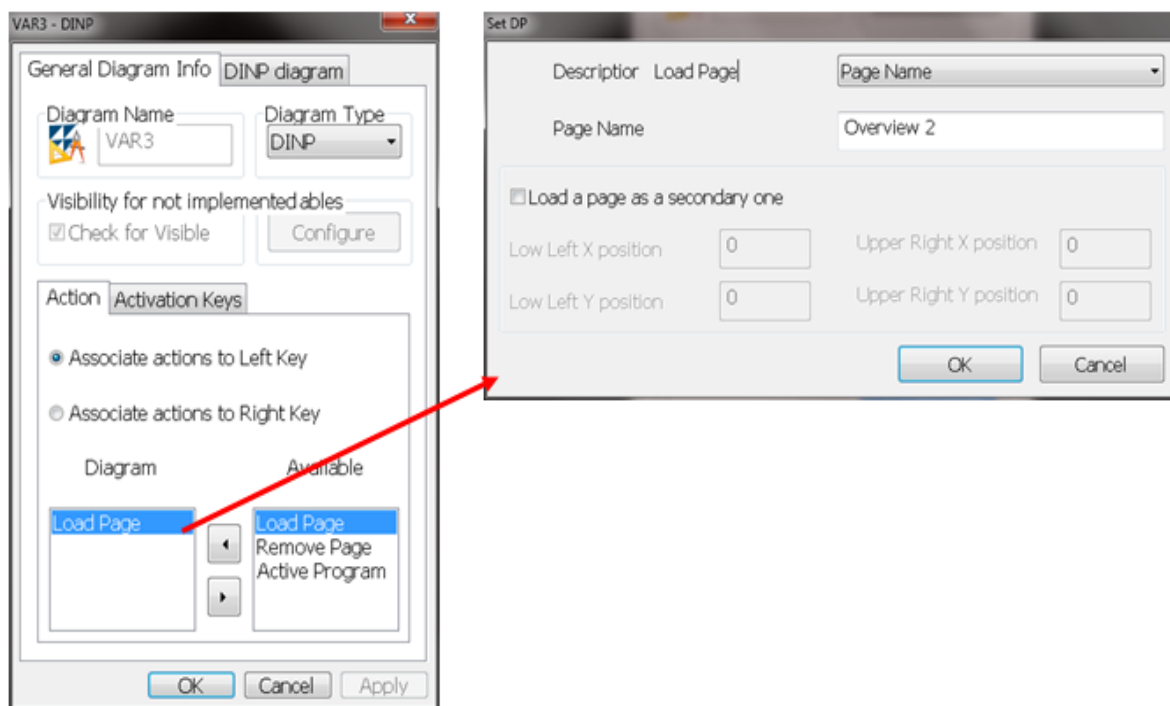 VAR3 - DINP
General Diagram Info
DINP diagram
Diagram Name
VAR3
Diagram Type
DINP
Visibility for not implemented ables
Check for Visible
Configure
Action
Activation Keys
Associate actions to Left Key
Associate actions to Right Key
Diagram
Available
Load Page
Load Page
Remove Page
Active Program
OK
Cancel
Apply
Set DP
Descriptior
Load Page
Page Name
Page Name
Overview 2
Load a page as a secondary one
Low Left X position
0
Upper Right X position
0
Low Left Y position
0
Upper Right Y position
0
OK
Cancel